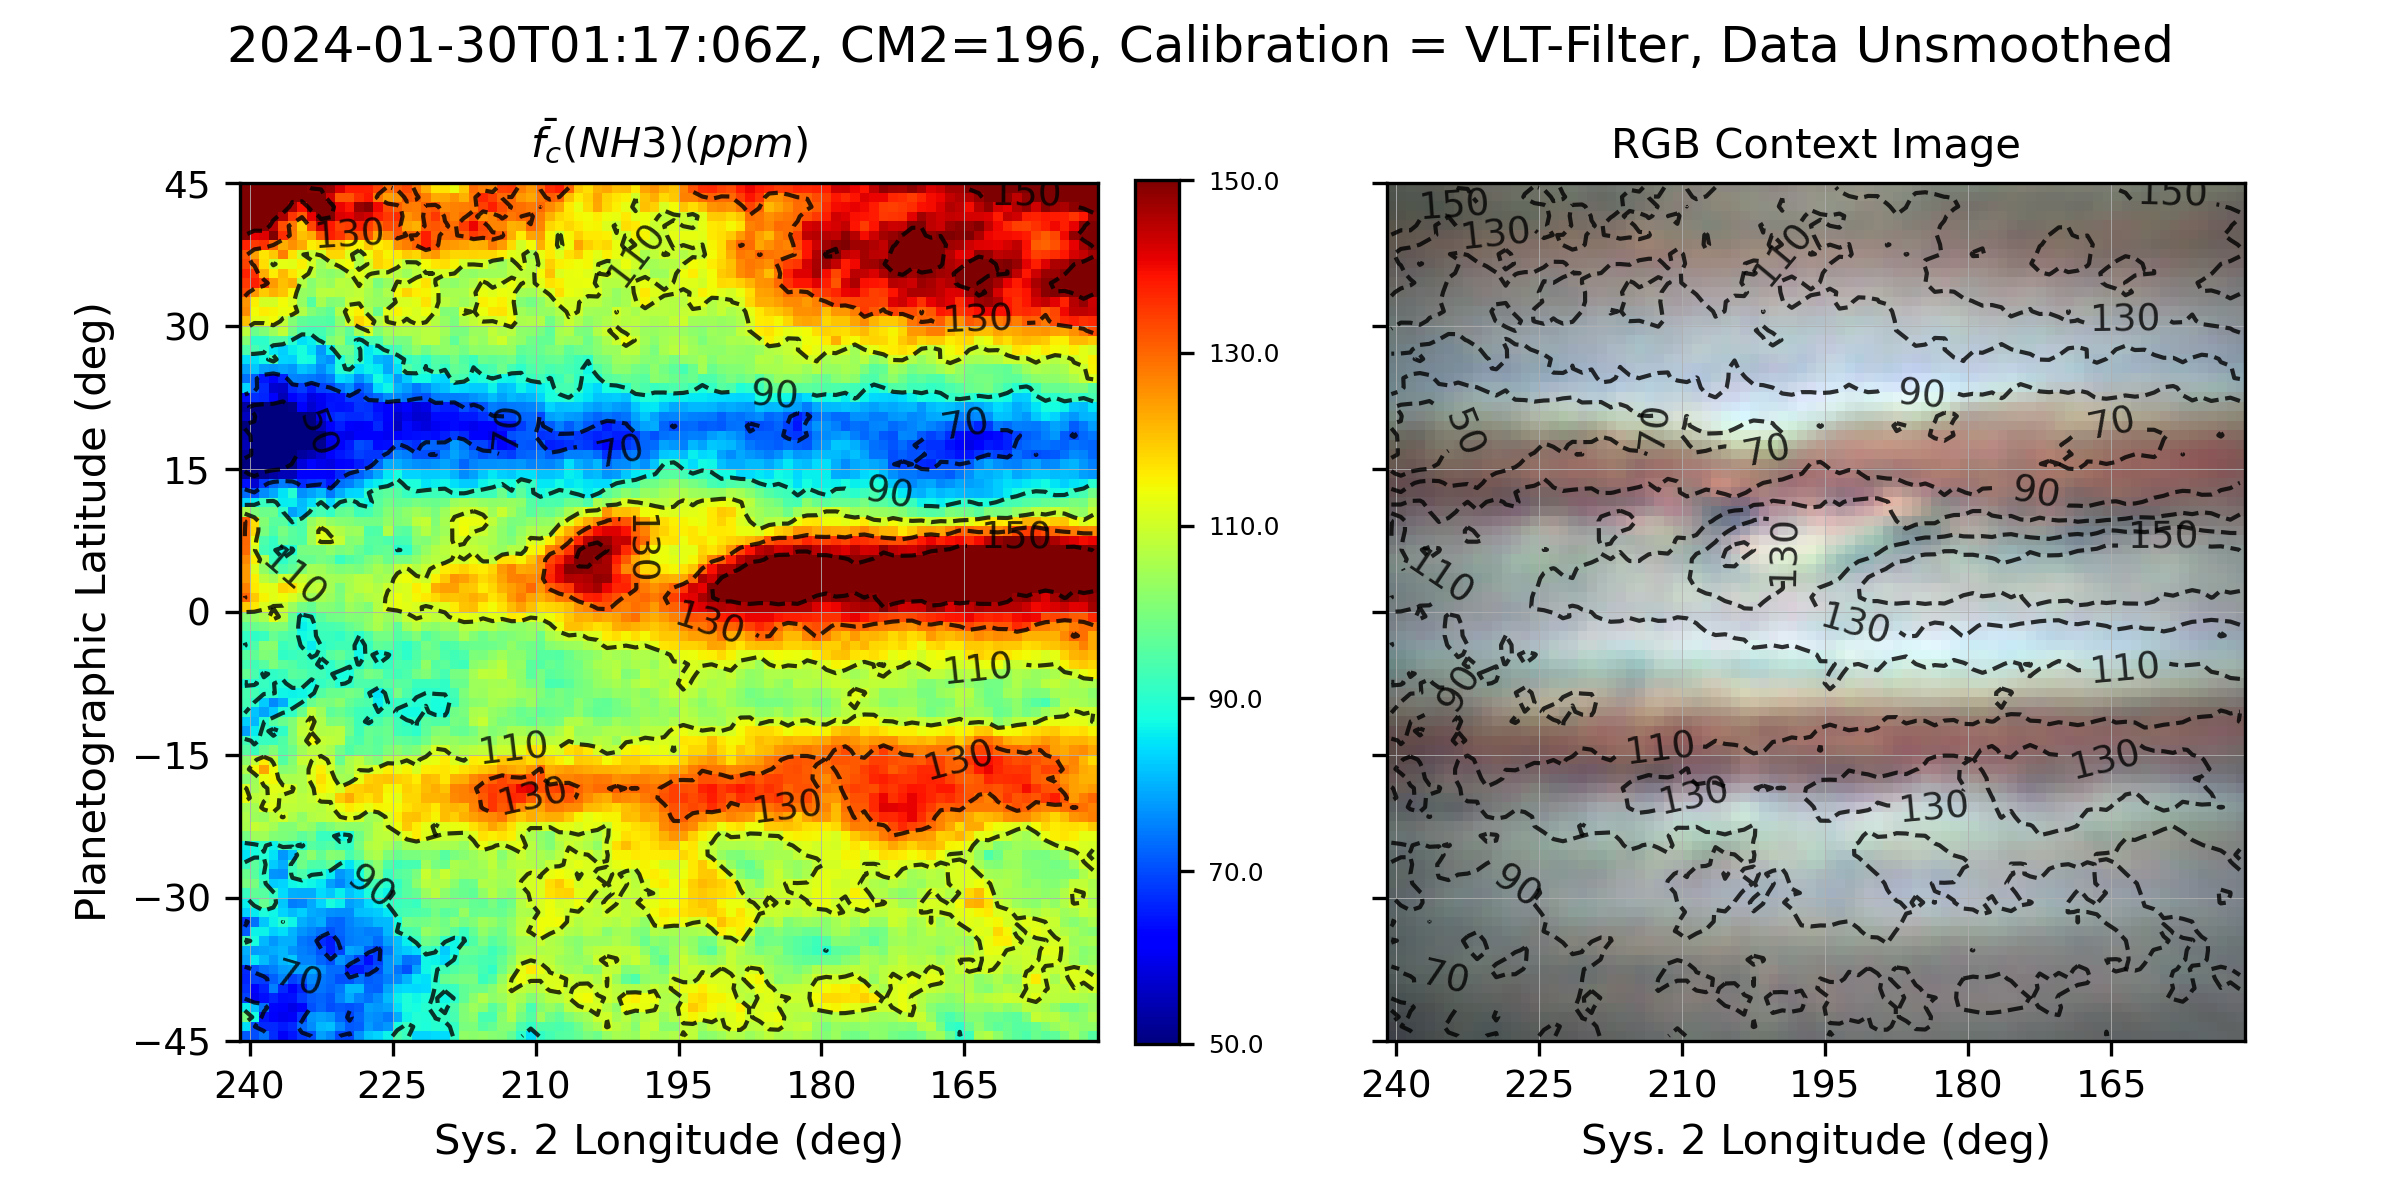 2024-01-30T01:17:06Z, CM2=196, Calibration = VLT-Filter, Data Unsmoothed
f̄c(NH3)(ppm)
RGB Context Image
Planetographic Latitude (deg)
45
30
15
0
−15
−30
−45
240 225 210 195 180 165
Sys. 2 Longitude (deg)
150 130 110 130
90 50 70 70 70 90
150 130 110 130 110
110 130 130 130
90 70
150.0
130.0
110.0
90.0
70.0
50.0
150 150 130 110 130
90 50 70 70 70 90
150 130 110 130 110
90 110 130 130 130
90 70
240 225 210 195 180 165
Sys. 2 Longitude (deg)